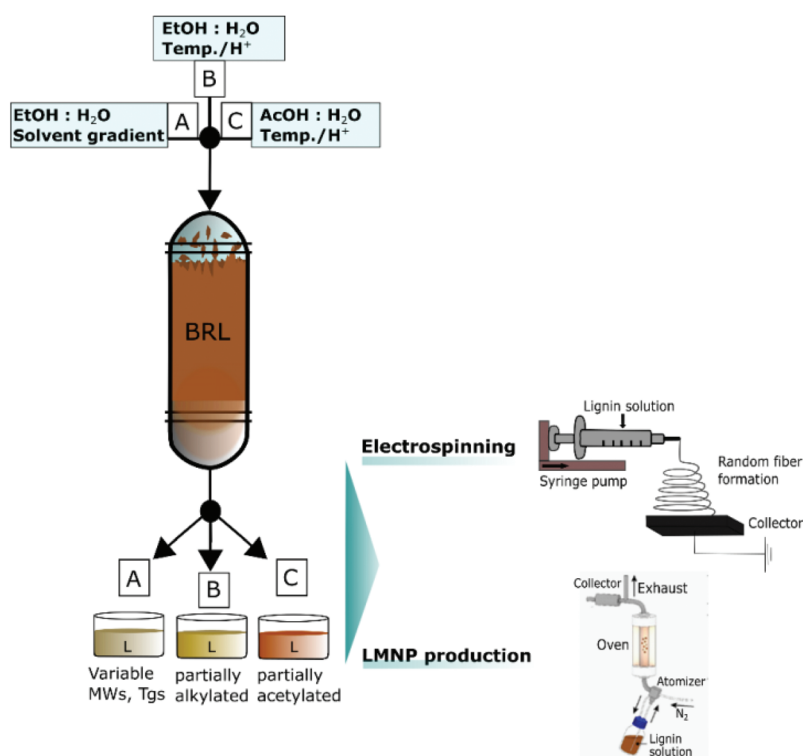 EtOH : H₂O
Temp./H⁺
B
EtOH : H₂O
Solvent gradient
A
C
AcOH : H₂O
Temp./H⁺
BRL
A
B
C
L
L
L
Variable
MWs, Tgs
partially
alkylated
partially
acetylated
Electrospinning
LMNP production
Lignin solution
Syringe pump
Random fiber
formation
Collector
Collector
Exhaust
Oven
Atomizer
N₂
Lignin
solution